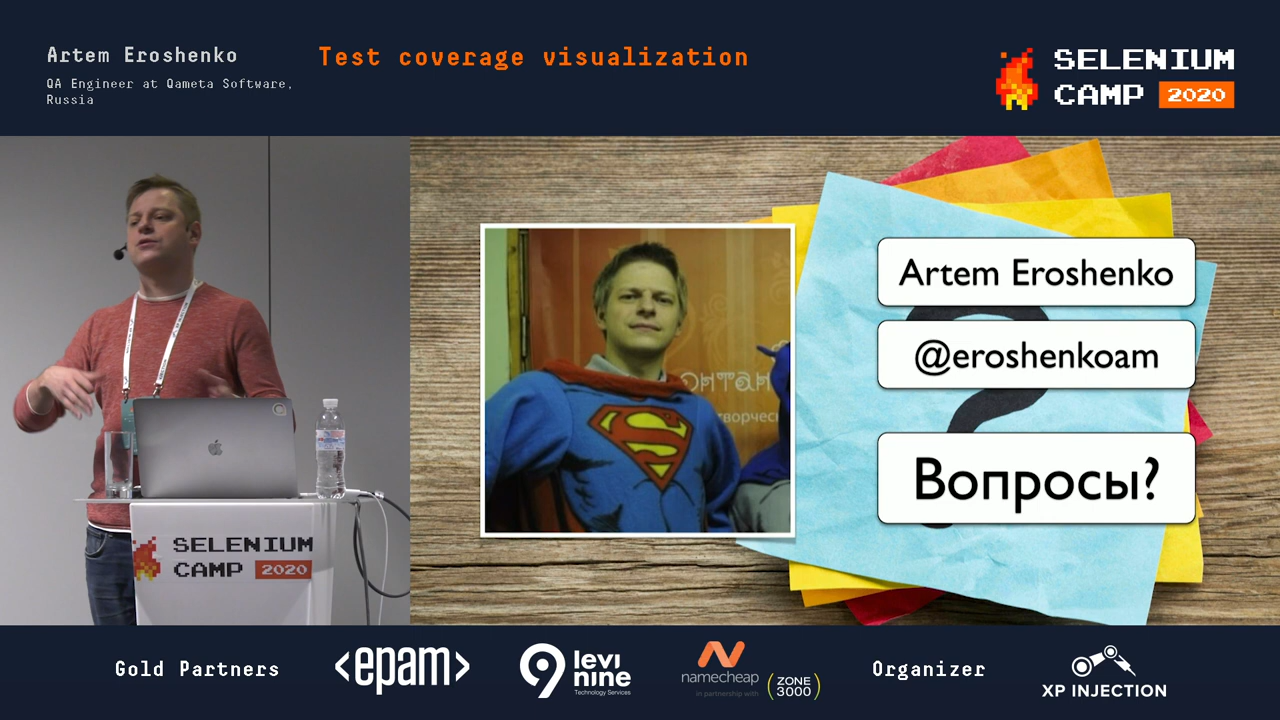 Artem Eroshenko
QA Engineer at Qameta Software,
Russia
Test coverage visualization
SELENIUM
CAMP 2020
Artem Eroshenko
@eroshenkoam
Вопросы?
SELENIUM
CAMP 2020
Gold Partners
<epam>
9 levi
nine
Technology Services
namecheap
in partnership with
ZONE
3000
Organizer
XP INJECTION